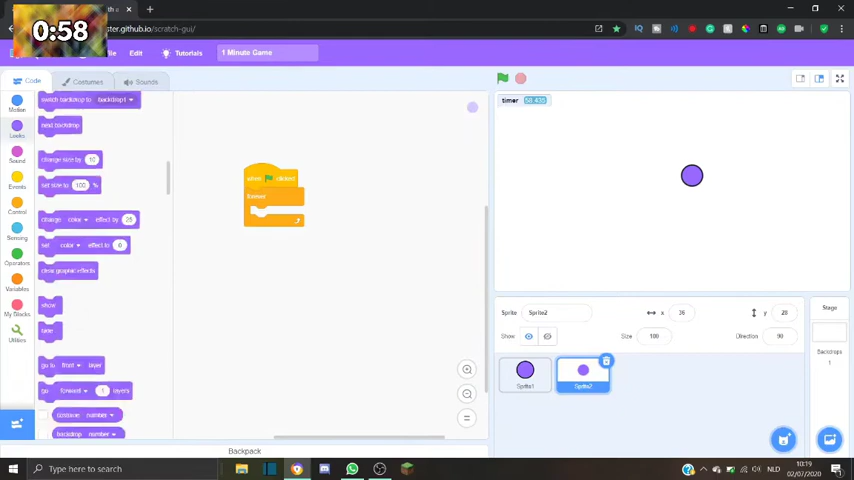 0:58
ster.github.io/scratch-gui/
Edit
Tutorials
1 Minute Game
Code
Costumes
Sounds
Motion
Looks
Sound
Events
Control
Sensing
Operators
Variables
My Blocks
Utilities
switch backdrop to backdrop1
next backdrop
change size by 10
set size to 100 %
change color effect by 25
set color effect to 0
clear graphic effects
show
hide
go to front layer
go forward 1 layers
costume number
backdrop number
when clicked
forever
timer
Sprite Sprite2
x 36
y 28
Show
Size 100
Direction 90
Sprite1
Sprite2
Stage
Backdrops
1
Backpack
Type here to search
NLD
10:19
02/07/2020